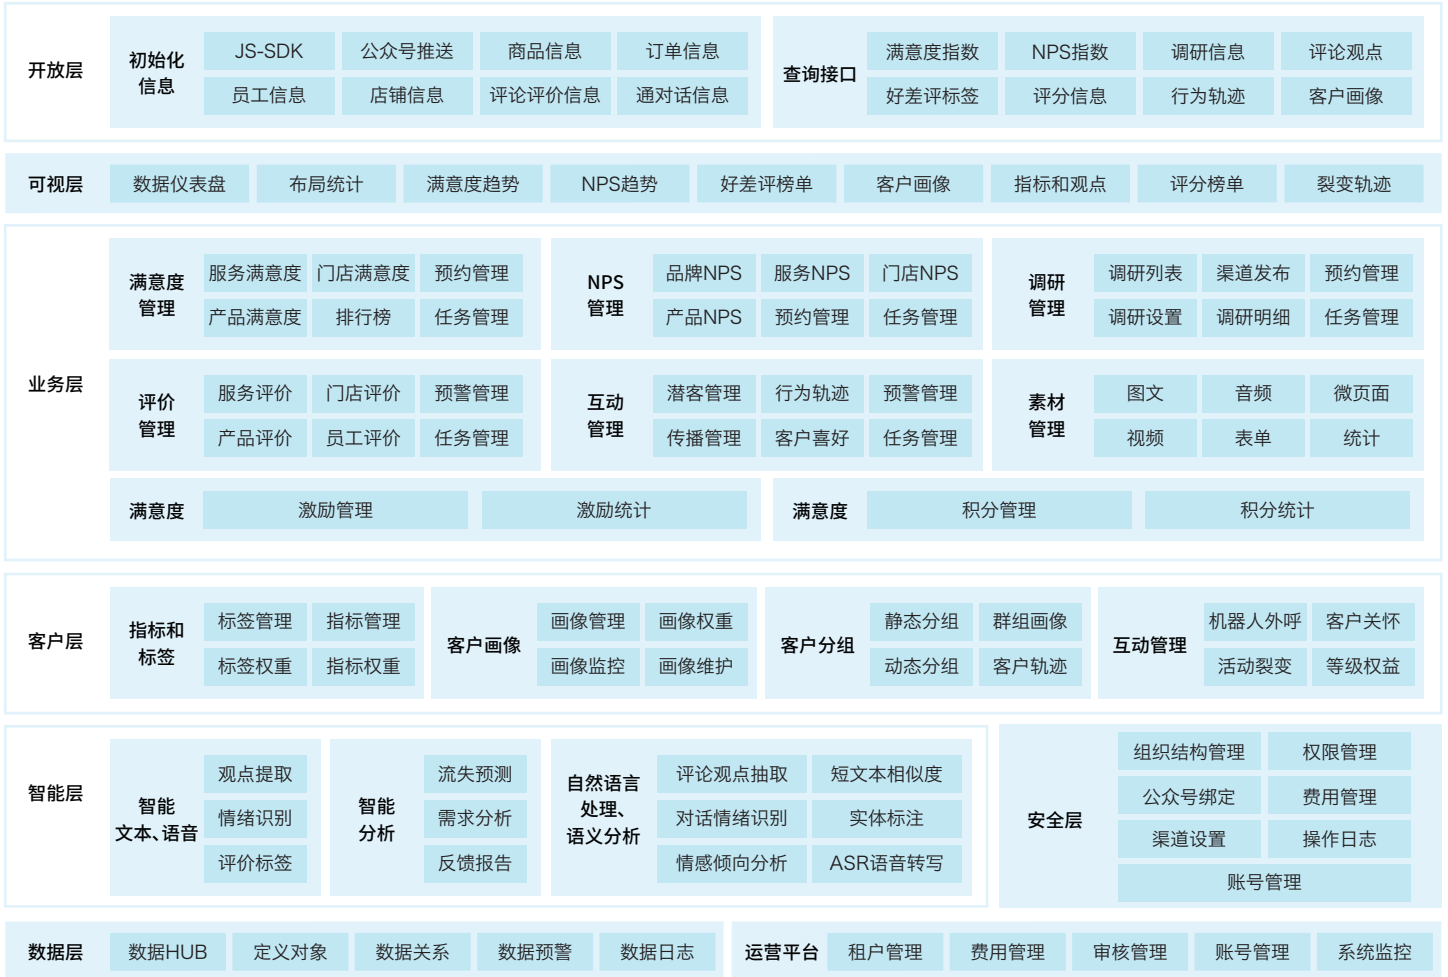 开放层
初始化
信息
JS-SDK
公众号推送
商品信息
订单信息
员工信息
店铺信息
评论评价信息
通对话信息
查询接口
满意度指数
NPS指数
调研信息
评论观点
好差评标签
评分信息
行为轨迹
客户画像
可视层
数据仪表盘
布局统计
满意度趋势
NPS趋势
好差评榜单
客户画像
指标和观点
评分榜单
裂变轨迹
业务层
满意度
管理
服务满意度
门店满意度
预约管理
产品满意度
排行榜
任务管理
NPS
管理
品牌NPS
服务NPS
门店NPS
产品NPS
预约管理
任务管理
调研
管理
调研列表
渠道发布
预约管理
调研设置
调研明细
任务管理
评价
管理
服务评价
门店评价
预警管理
产品评价
员工评价
任务管理
互动
管理
潜客管理
行为轨迹
预警管理
传播管理
客户喜好
任务管理
素材
管理
图文
音频
微页面
视频
表单
统计
满意度
激励管理
激励统计
满意度
积分管理
积分统计
客户层
指标和
标签
标签管理
指标管理
标签权重
指标权重
客户画像
画像管理
画像权重
画像监控
画像维护
客户分组
静态分组
群组画像
动态分组
客户轨迹
互动管理
机器人外呼
客户关怀
活动裂变
等级权益
智能层
智能
文本、语音
观点提取
情绪识别
评价标签
智能
分析
流失预测
需求分析
反馈报告
自然语言
处理、
语义分析
评论观点抽取
短文本相似度
对话情绪识别
实体标注
情感倾向分析
ASR语音转写
安全层
组织结构管理
权限管理
公众号绑定
费用管理
渠道设置
操作日志
账号管理
数据层
数据HUB
定义对象
数据关系
数据预警
数据日志
运营平台
租户管理
费用管理
审核管理
账号管理
系统监控